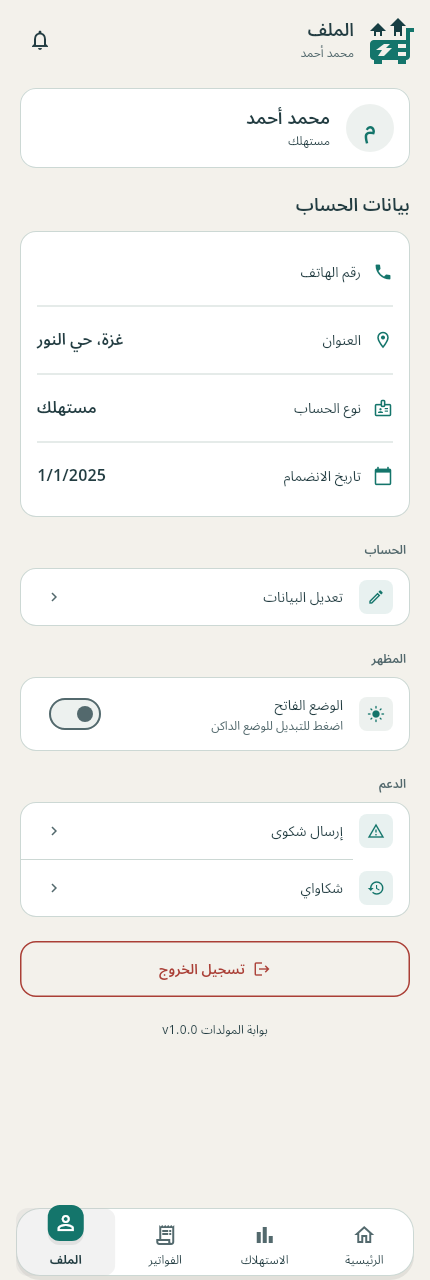 الملف
محمد أحمد
م
محمد أحمد
مستهلك
بيانات الحساب
رقم الهاتف
العنوان
غزة، حي النور
نوع الحساب
مستهلك
تاريخ الانضمام
1/1/2025
الحساب
تعديل البيانات
المظهر
الوضع الفاتح
اضغط للتبديل للوضع الداكن
الدعم
إرسال شكوى
شكاواي
تسجيل الخروج
بوابة المولدات v1.0.0
الرئيسية
الاستهلاك
الفواتير
الملف